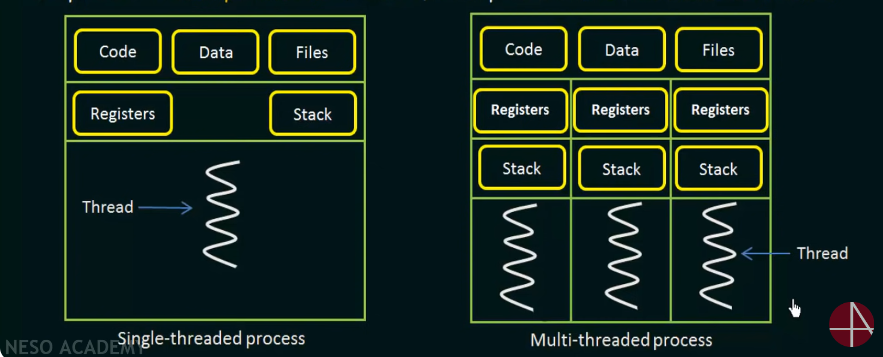 Code Data Files
Registers Stack
Thread
Single-threaded process
Code Data Files
Registers Registers Registers
Stack Stack Stack
Thread
Multi-threaded process
NESO ACADEMY